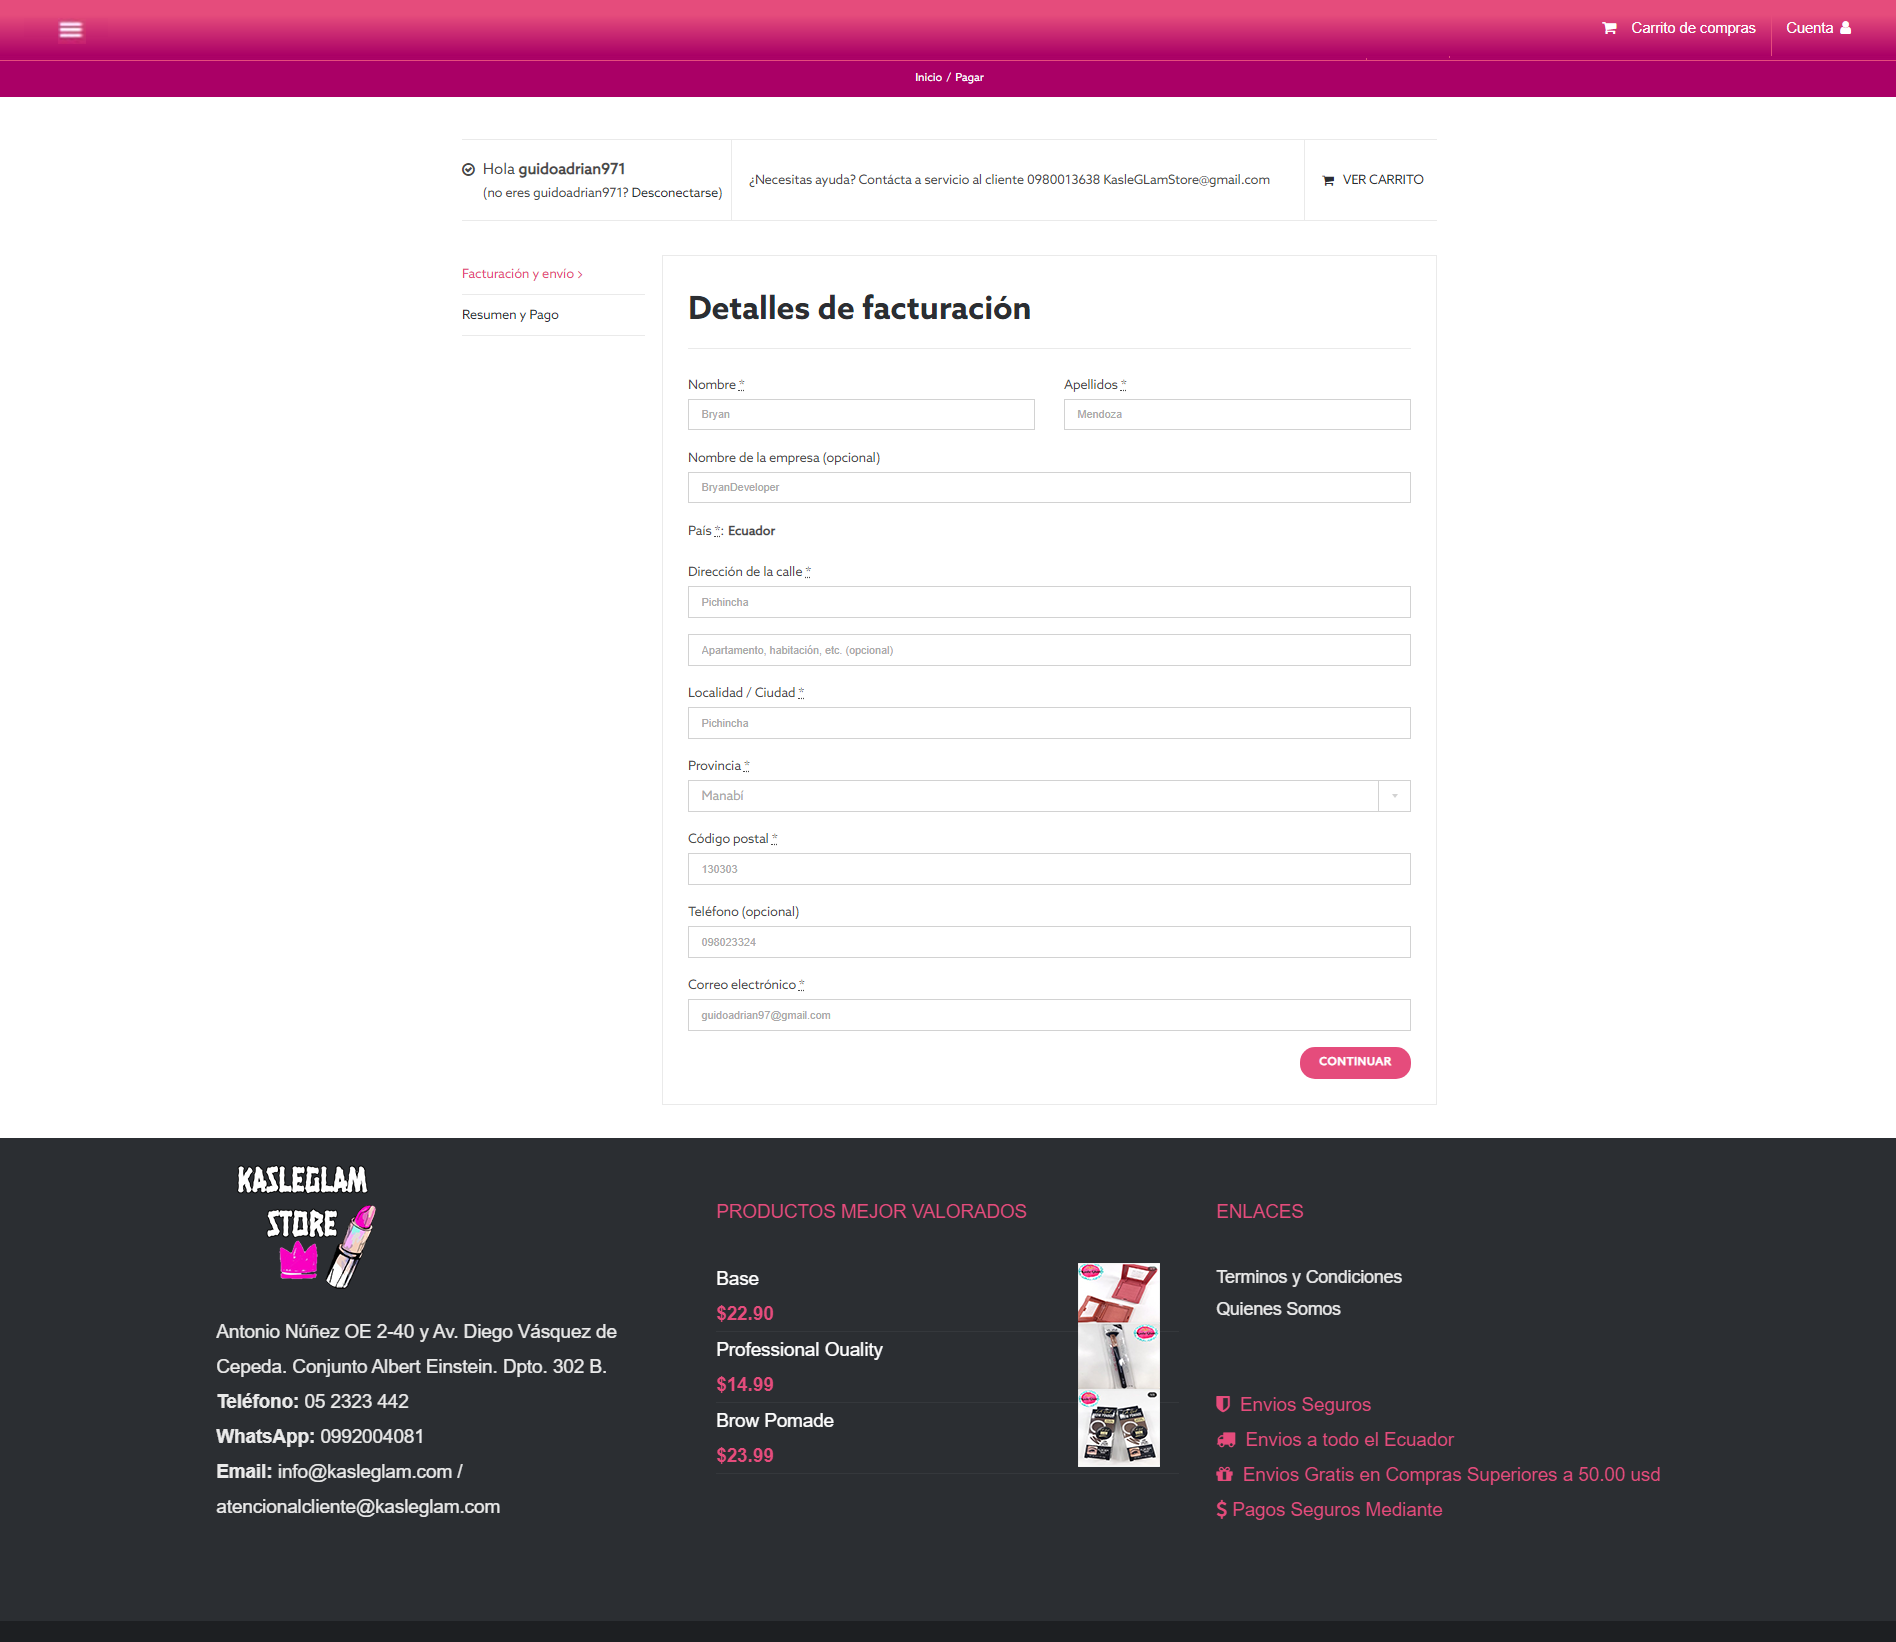 Carrito de compras
Cuenta
Inicio / Pagar
Hola guidoadrian971
(no eres guidoadrian971? Desconectarse)
¿Necesitas ayuda? Contácta a servicio al cliente 0980013638 KasleGLamStore@gmail.com
VER CARRITO
Facturación y envío >
Resumen y Pago
Detalles de facturación
Nombre *
Apellidos *
Bryan
Mendoza
Nombre de la empresa (opcional)
BryanDeveloper
País *: Ecuador
Dirección de la calle *
Pichincha
Apartamento, habitación, etc. (opcional)
Localidad / Ciudad *
Pichincha
Provincia *
Manabí
Código postal *
130303
Teléfono (opcional)
098023324
Correo electrónico *
guidoadrian97@gmail.com
CONTINUAR
KASLEGLAM
STORE
Antonio Núñez OE 2-40 y Av. Diego Vásquez de
Cepeda. Conjunto Albert Einstein. Dpto. 302 B.
Teléfono: 05 2323 442
WhatsApp: 0992004081
Email: info@kasleglam.com /
atencionalcliente@kasleglam.com
PRODUCTOS MEJOR VALORADOS
Base
$22.90
Professional Ouality
$14.99
Brow Pomade
$23.99
ENLACES
Terminos y Condiciones
Quienes Somos
Envios Seguros
Envios a todo el Ecuador
Envios Gratis en Compras Superiores a 50.00 usd
$ Pagos Seguros Mediante